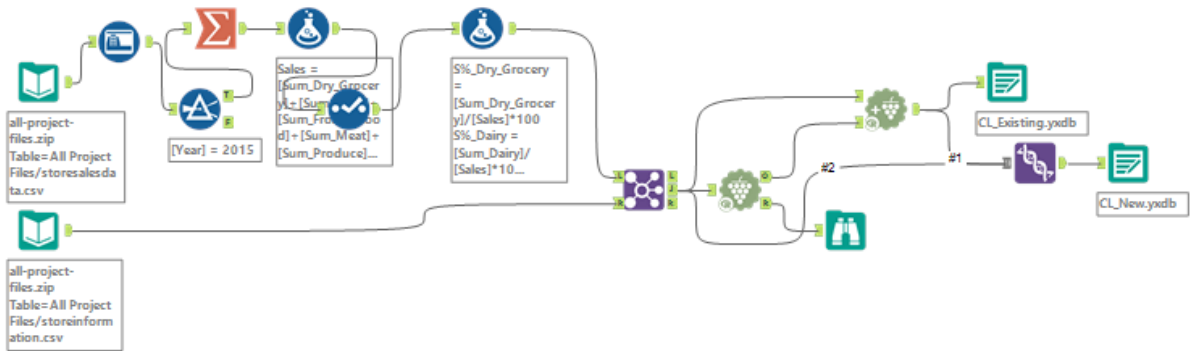 all-project-
files.zip
Table=All Project
Files/storesalesda
ta.csv
T
F
[Year] = 2015
Sales =
[Sum_Dry_Grocer
y]+[Sum
[Sum_Fro
d]+[Sum_Meat]+
[Sum_Produce]...
S%_Dry_Grocery
=
[Sum_Dry_Grocer
y]/[Sales]*100
S%_Dairy =
[Sum_Dairy]/
[Sales]*10...
L
R
L
J
R
O
R
#2
#1
CL_Existing.yxdb
CL_New.yxdb
all-project-
files.zip
Table=All Project
Files/storeinform
ation.csv